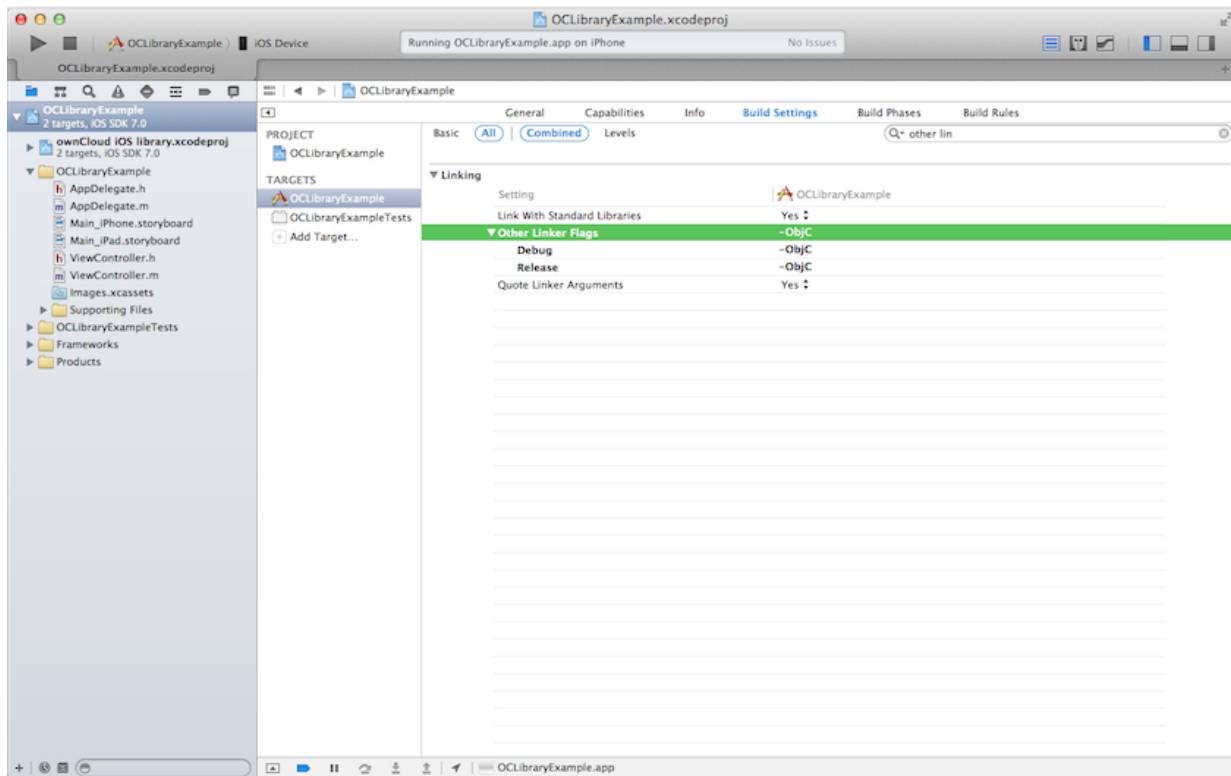 OCLibraryExample.xcodeproj
OCLibraryExample iOS Device Running OCLibraryExample.app on iPhone No Issues
OCLibraryExample.xcodeproj
OCLibraryExample
OCLibraryExample
2 targets, iOS SDK 7.0
ownCloud iOS library.xcodeproj
2 targets, iOS SDK 7.0
OCLibraryExample
AppDelegate.h
AppDelegate.m
Main_iPhone.storyboard
Main_iPad.storyboard
ViewController.h
ViewController.m
Images.xcassets
Supporting Files
OCLibraryExampleTests
Frameworks
Products
PROJECT
OCLibraryExample
TARGETS
OCLibraryExample
OCLibraryExampleTests
Add Target...
General Capabilities Info Build Settings Build Phases Build Rules
Basic All Combined Levels other lin
Linking
Setting OCLibraryExample
Link With Standard Libraries Yes
Other Linker Flags -ObjC
Debug -ObjC
Release -ObjC
Quote Linker Arguments Yes
OCLibraryExample.app